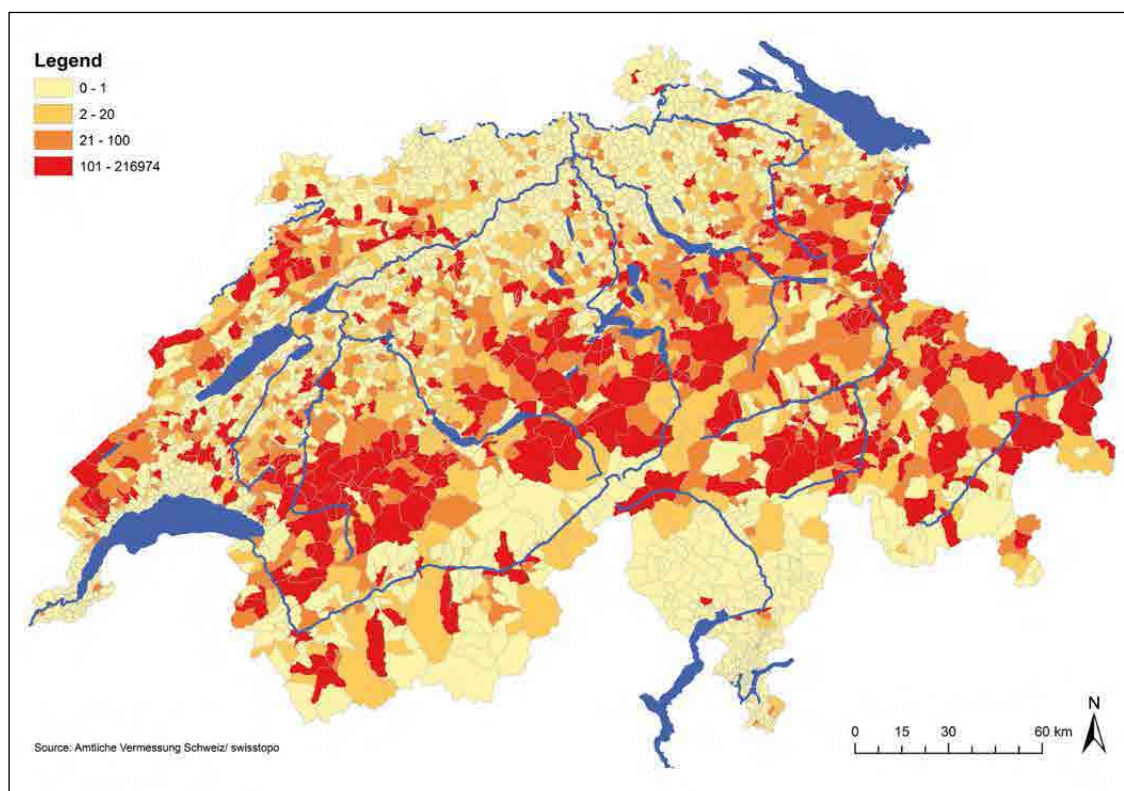 Legend
0 - 1
2 - 20
21 - 100
101 - 216974
N
0 15 30 60 km
Source: Amtliche Vermessung Schweiz/ swisstopo